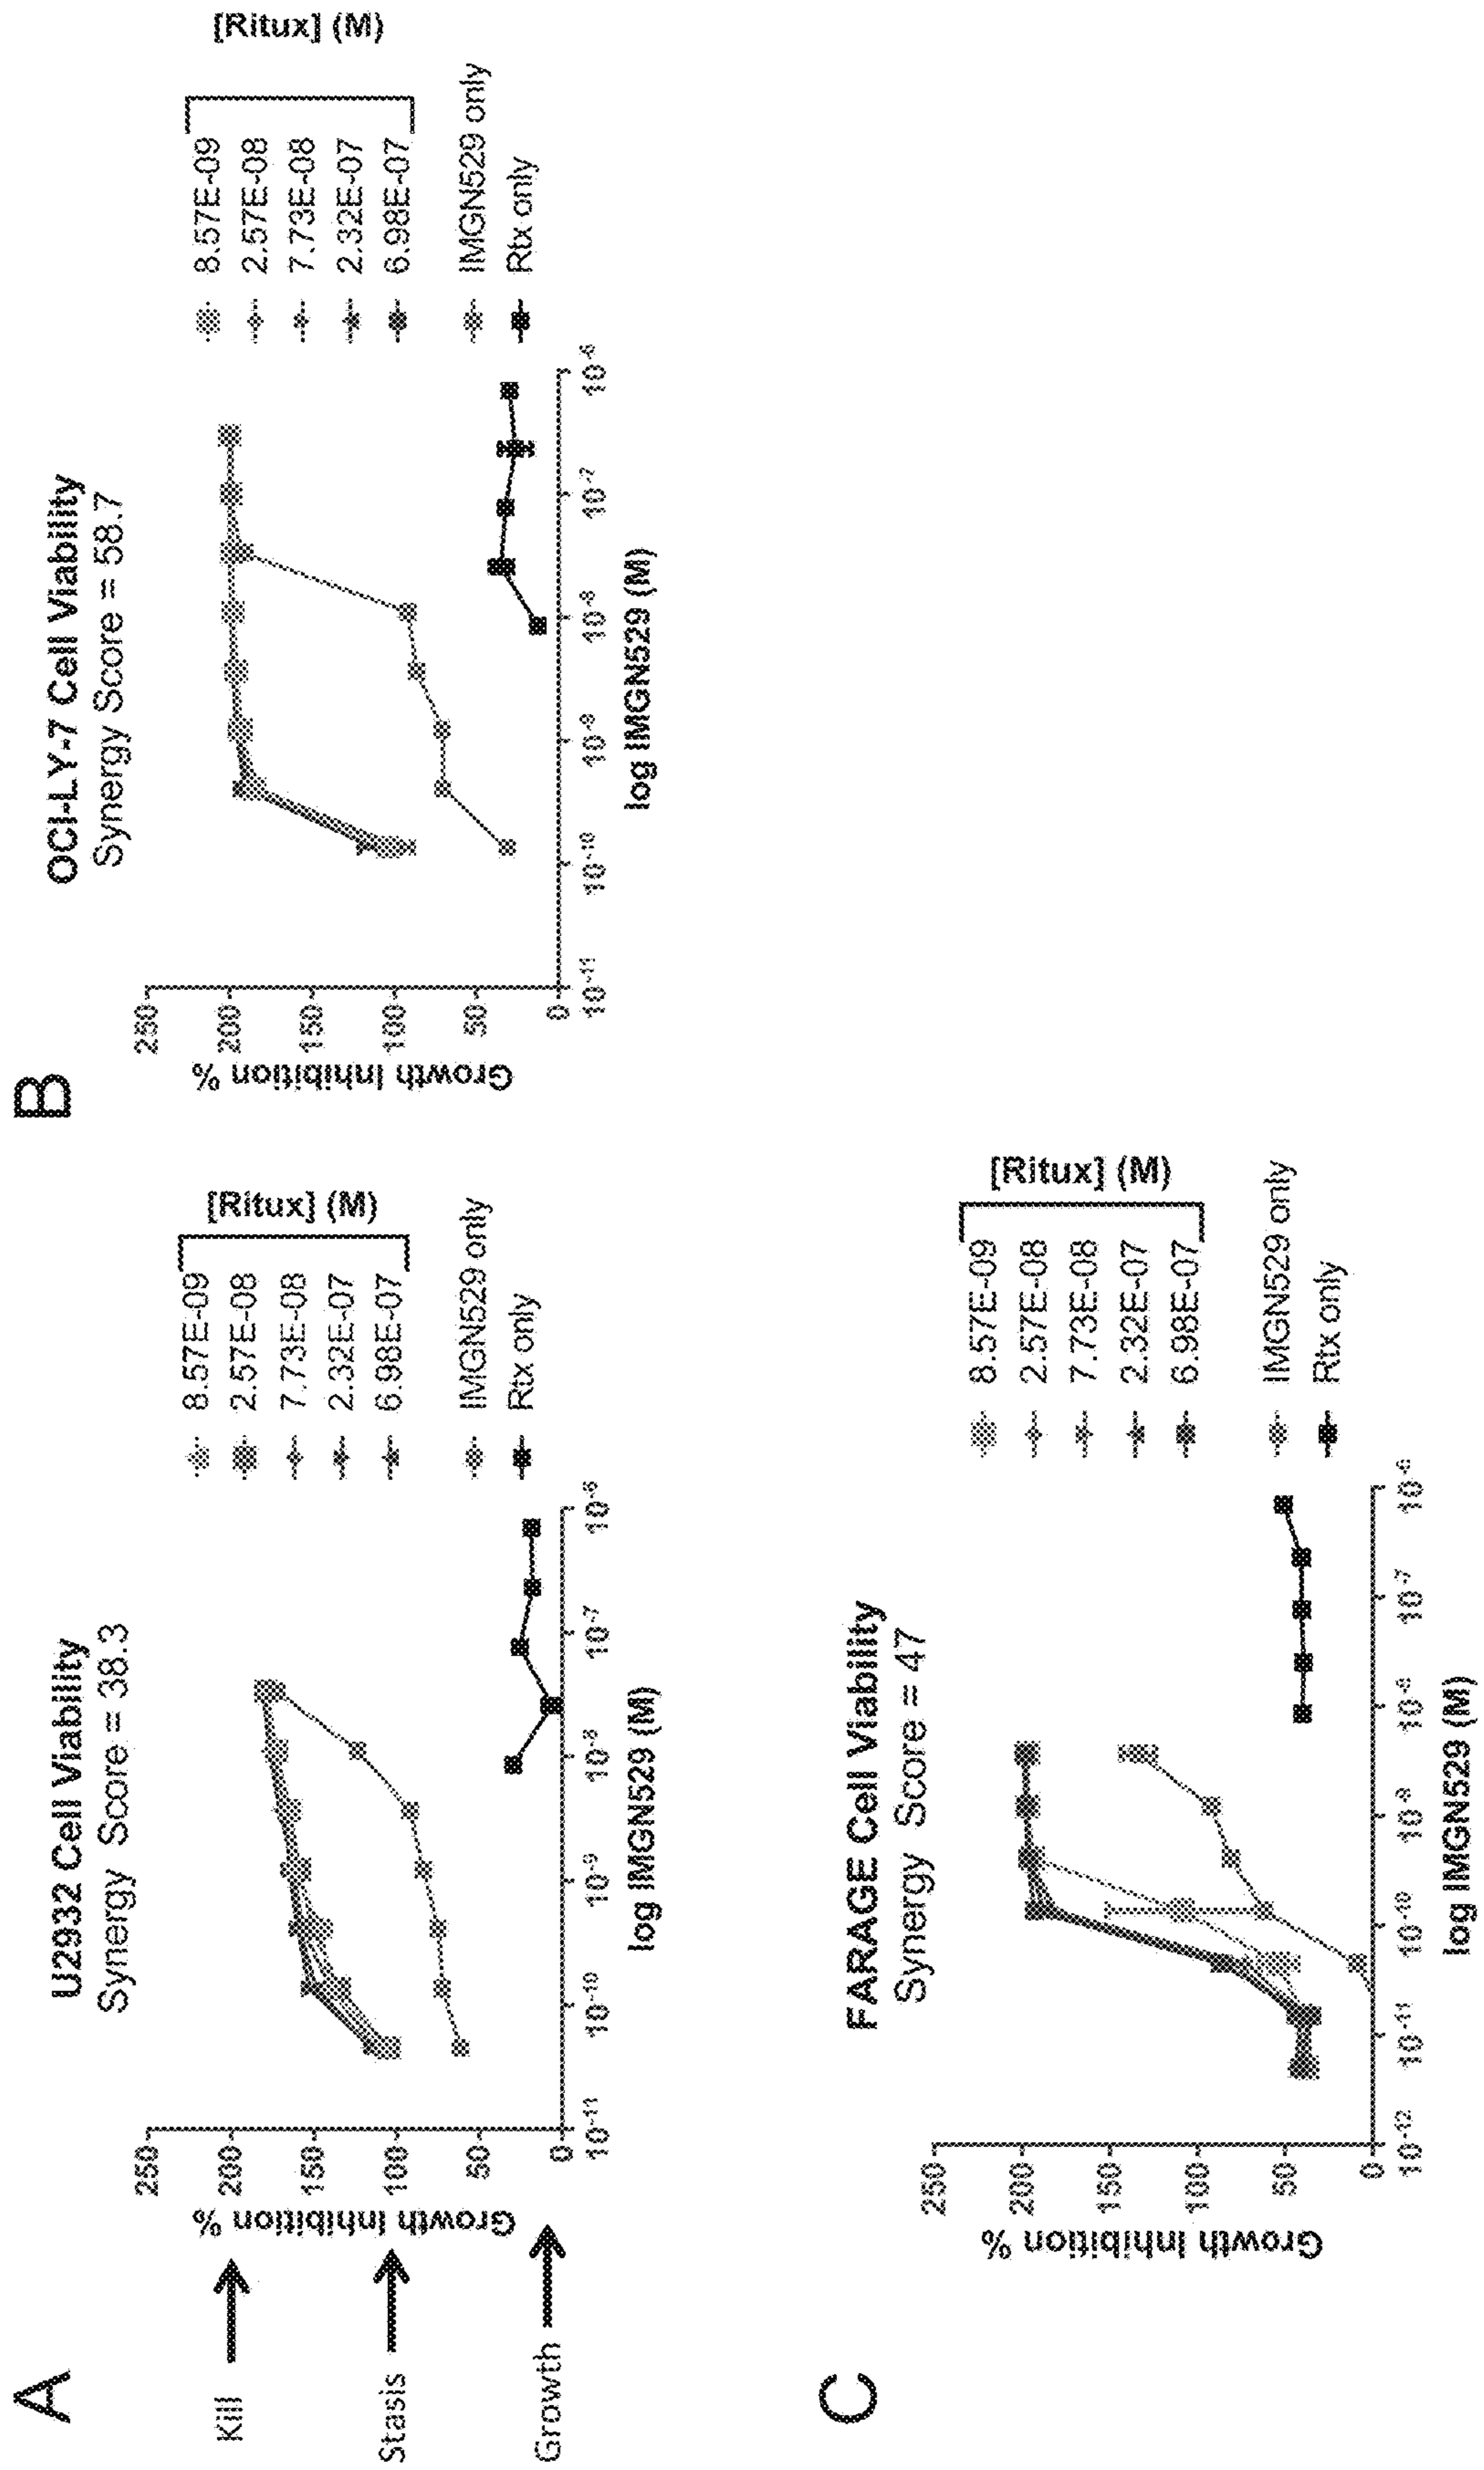 A
U2932 Cell Viability
Synergy Score = 38.3
Kill
Stasis
Growth
Growth Inhibition %
250
200
150
100
50
0
10-11
10-10
10-9
10-8
10-7
10-6
log IMGN529 (M)
8.57E-09
2.57E-08
7.73E-08
2.32E-07
6.98E-07
[Ritux] (M)
IMGN529 only
Rtx only
B
OCI-LY-7 Cell Viability
Synergy Score = 58.7
Growth Inhibition %
250
200
150
100
50
0
10-11
10-10
10-9
10-8
10-7
10-6
log IMGN529 (M)
8.57E-09
2.57E-08
7.73E-08
2.32E-07
6.98E-07
[Ritux] (M)
IMGN529 only
Rtx only
C
FARAGE Cell Viability
Synergy Score = 47
Growth Inhibition %
250
200
150
100
50
0
10-12
10-11
10-10
10-9
10-8
10-7
10-6
log IMGN529 (M)
8.57E-09
2.57E-08
7.73E-08
2.32E-07
6.98E-07
[Ritux] (M)
IMGN529 only
Rtx only